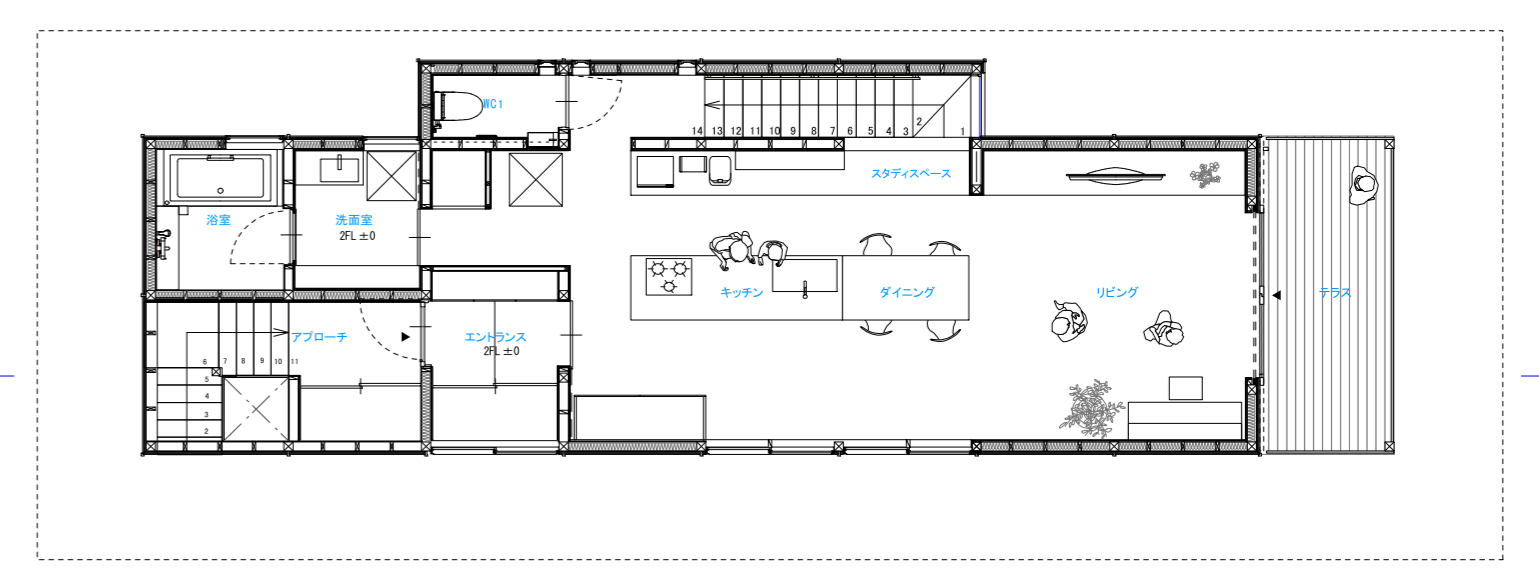 WC1
14 13 12 11 10 9 8 7 6 5 4 3 2 1
スタディスペース
浴室
洗面室
2FL±0
キッチン
ダイニング
リビング
テラス
アプローチ
エントランス
2FL±0
6 7 8 9 10 11
5
4
3
2